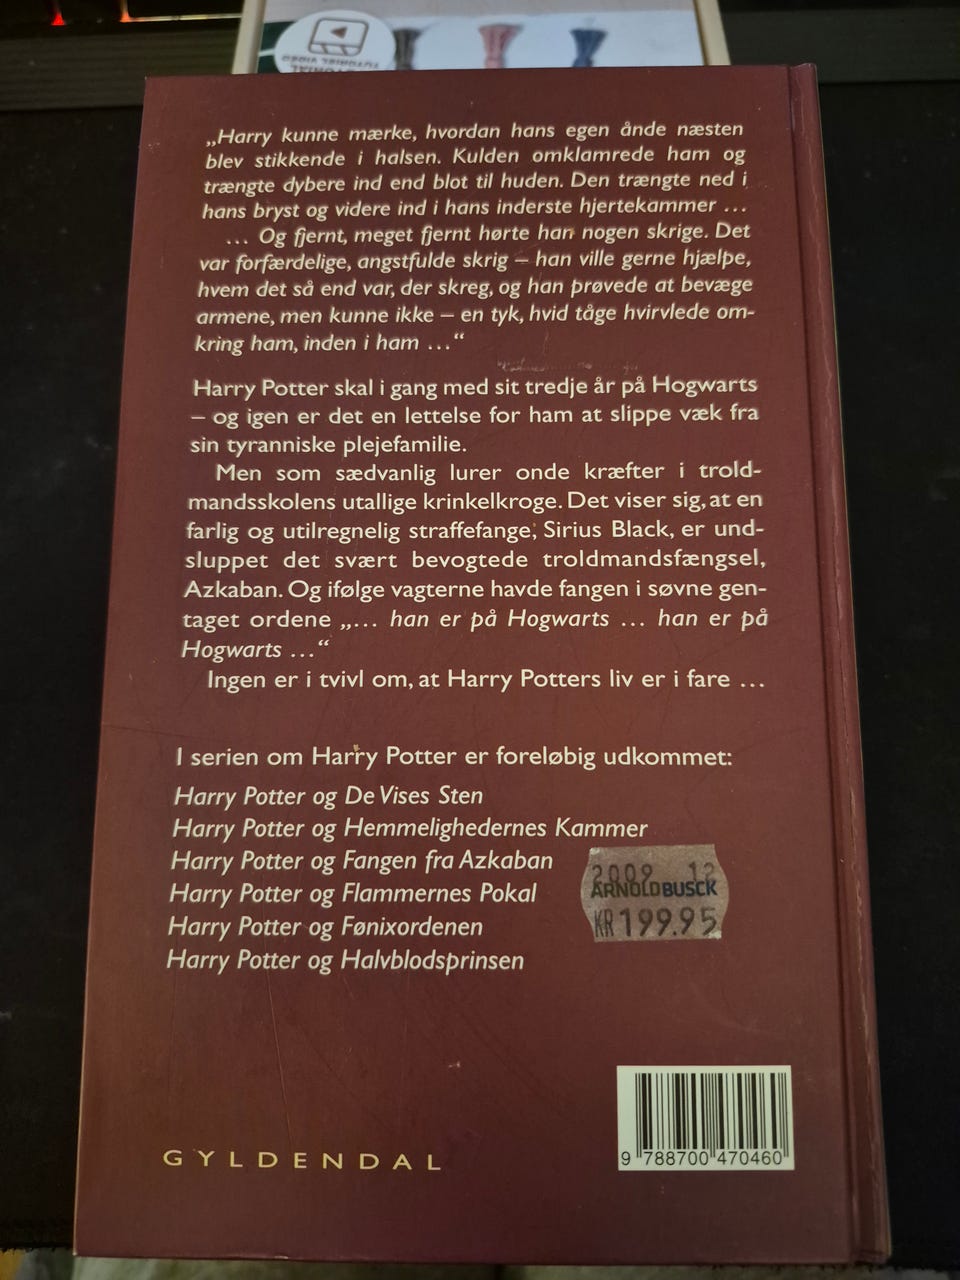 TUTORIAL VIDEO
„Harry kunne mærke, hvordan hans egen ånde næsten
blev stikkende i halsen. Kulden omklamrede ham og
trængte dybere ind end blot til huden. Den trængte ned i
hans bryst og videre ind i hans inderste hjertekammer ...
... Og fjernt, meget fjernt hørte han nogen skrige. Det
var forfærdelige, angstfulde skrig – han ville gerne hjælpe,
hvem det så end var, der skreg, og han prøvede at bevæge
armene, men kunne ikke – en tyk, hvid tåge hvirvlede om-
kring ham, inden i ham ...“
Harry Potter skal i gang med sit tredje år på Hogwarts
– og igen er det en lettelse for ham at slippe væk fra
sin tyranniske plejefamilie.
Men som sædvanlig lurer onde kræfter i trold-
mandsskolens utallige krinkelkroge. Det viser sig, at en
farlig og utilregnelig straffefange, Sirius Black, er und-
sluppet det svært bevogtede troldmandsfængsel,
Azkaban. Og ifølge vagterne havde fangen i søvne gen-
taget ordene „... han er på Hogwarts ... han er på
Hogwarts ...“
Ingen er i tvivl om, at Harry Potters liv er i fare ...
I serien om Harry Potter er foreløbig udkommet:
Harry Potter og De Vises Sten
Harry Potter og Hemmelighedernes Kammer
Harry Potter og Fangen fra Azkaban
Harry Potter og Flammernes Pokal
Harry Potter og Fønixordenen
Harry Potter og Halvblodsprinsen
2009 12
ARNOLD BUSCK
KR 199.95
GYLDENDAL
9 788700 470460